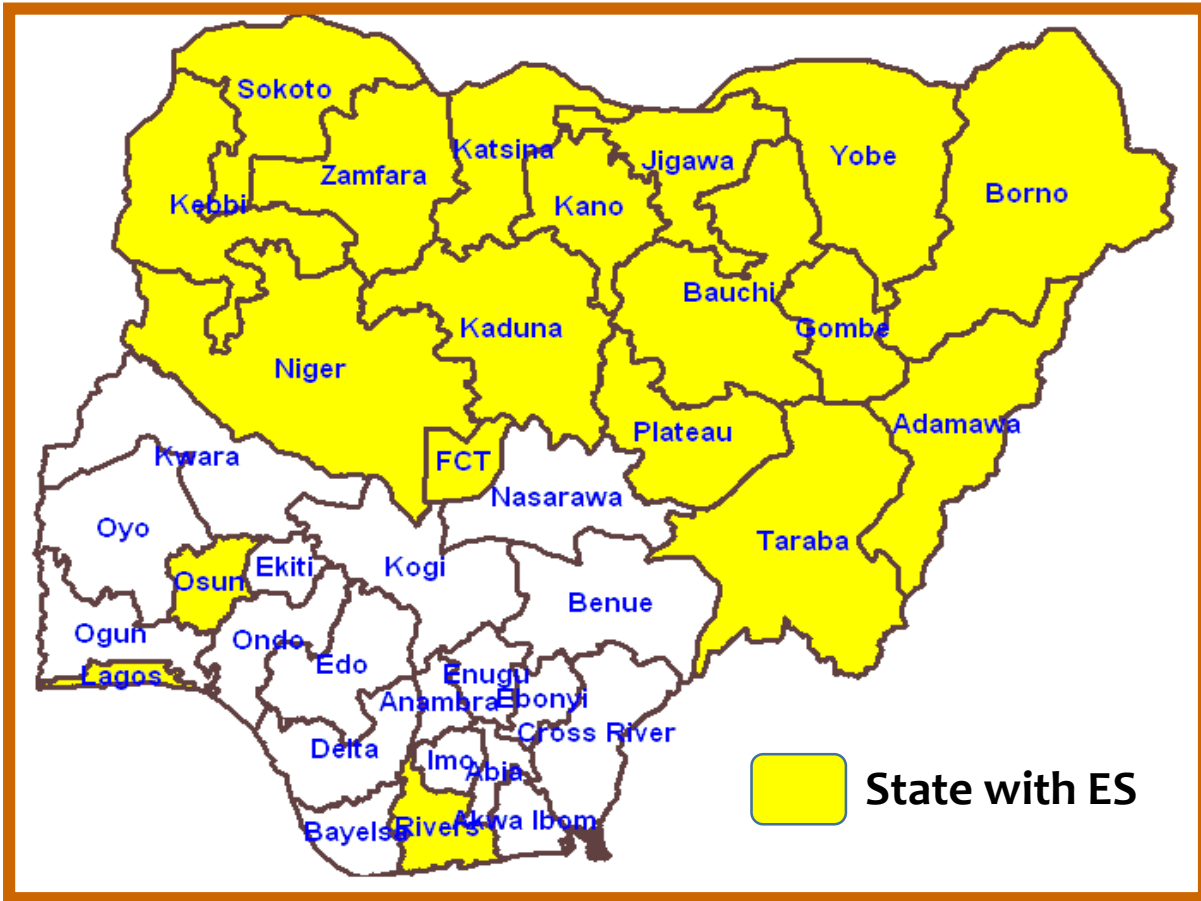 Sokoto
Katsina
Jigawa
Yobe
Zamfara
Borno
Kebbi
Kano
Bauchi
Kaduna
Gombe
Niger
Adamawa
Plateau
FCT
Kwara
Nasarawa
Oyo
Taraba
Osun
Ekiti
Kogi
Benue
Ogun
Ondo
Edo
Lagos
Enugu
Anambra
Ebonyi
Cross River
Delta
Imo
Abia
State with ES
Bayelsa
Rivers
Akwa Ibom